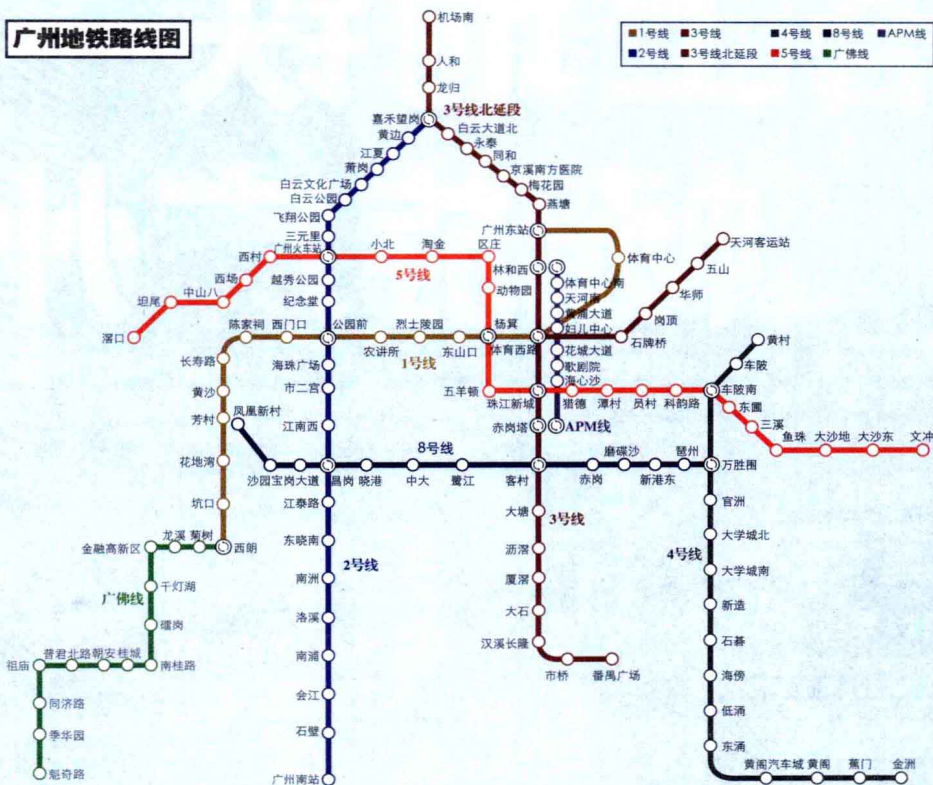 广州地铁路线图
1号线 3号线 4号线 8号线 APM线
2号线 3号线北延段 5号线 广佛线
机场南
人和
龙归
嘉禾望岗
3号线北延段
黄边
白云大道北
江夏
永泰
萧岗
同和
白云文化广场
京溪南方医院
白云公园
梅花园
飞翔公园
燕塘
三元里
广州东站
天河客运站
西村
广州火车站
小北
淘金
区庄
体育中心
五山
西场
越秀公园
5号线
林和西
体育中心南
华师
坦尾
中山八
纪念堂
动物园
天河南
岗顶
滘口
黄埔大道
陈家祠
西门口
公园前
烈士陵园
杨箕
妇儿中心
石牌桥
黄村
农讲所
东山口
体育西路
1号线
花城大道
长寿路
海珠广场
歌剧院
车陂
黄沙
市二宫
五羊邨
珠江新城
海心沙
猎德
潭村
员村
科韵路
车陂南
东圃
凤凰新村
芳村
江南西
赤岗塔
APM线
三溪
鱼珠
大沙地
大沙东
文冲
8号线
花地湾
沙园
宝岗大道
昌岗
晓港
中大
鹭江
客村
赤岗
磨碟沙
新港东
琶州
万胜围
坑口
江泰路
大塘
3号线
官洲
龙溪
菊树
西朗
金融高新区
东晓南
沥滘
大学城北
4号线
2号线
南洲
厦滘
大学城南
千灯湖
广佛线
洛溪
大石
新造
礌岗
汉溪长隆
石碁
祖庙
普君北路
朝安
桂城
南桂路
南浦
市桥
番禺广场
海傍
同济路
会江
低涌
季华园
石壁
东涌
魁奇路
广州南站
黄阁汽车城
黄阁
蕉门
金洲